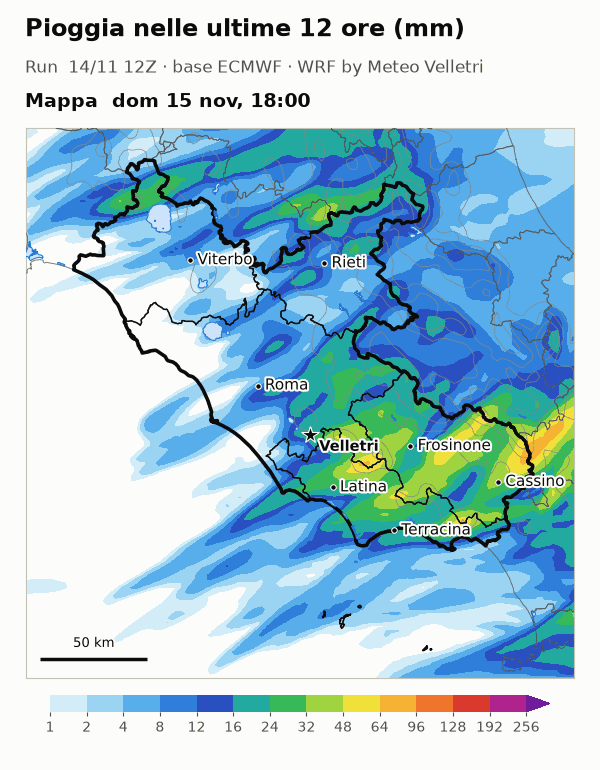 Pioggia nelle ultime 12 ore (mm)
Run  14/11 12Z · base ECMWF · WRF by Meteo Velletri
Mappa  dom 15 nov, 18:00
Viterbo
Rieti
Roma
Velletri
Frosinone
Latina
Cassino
Terracina
50 km
1 2 4 8 12 16 24 32 48 64 96 128 192 256